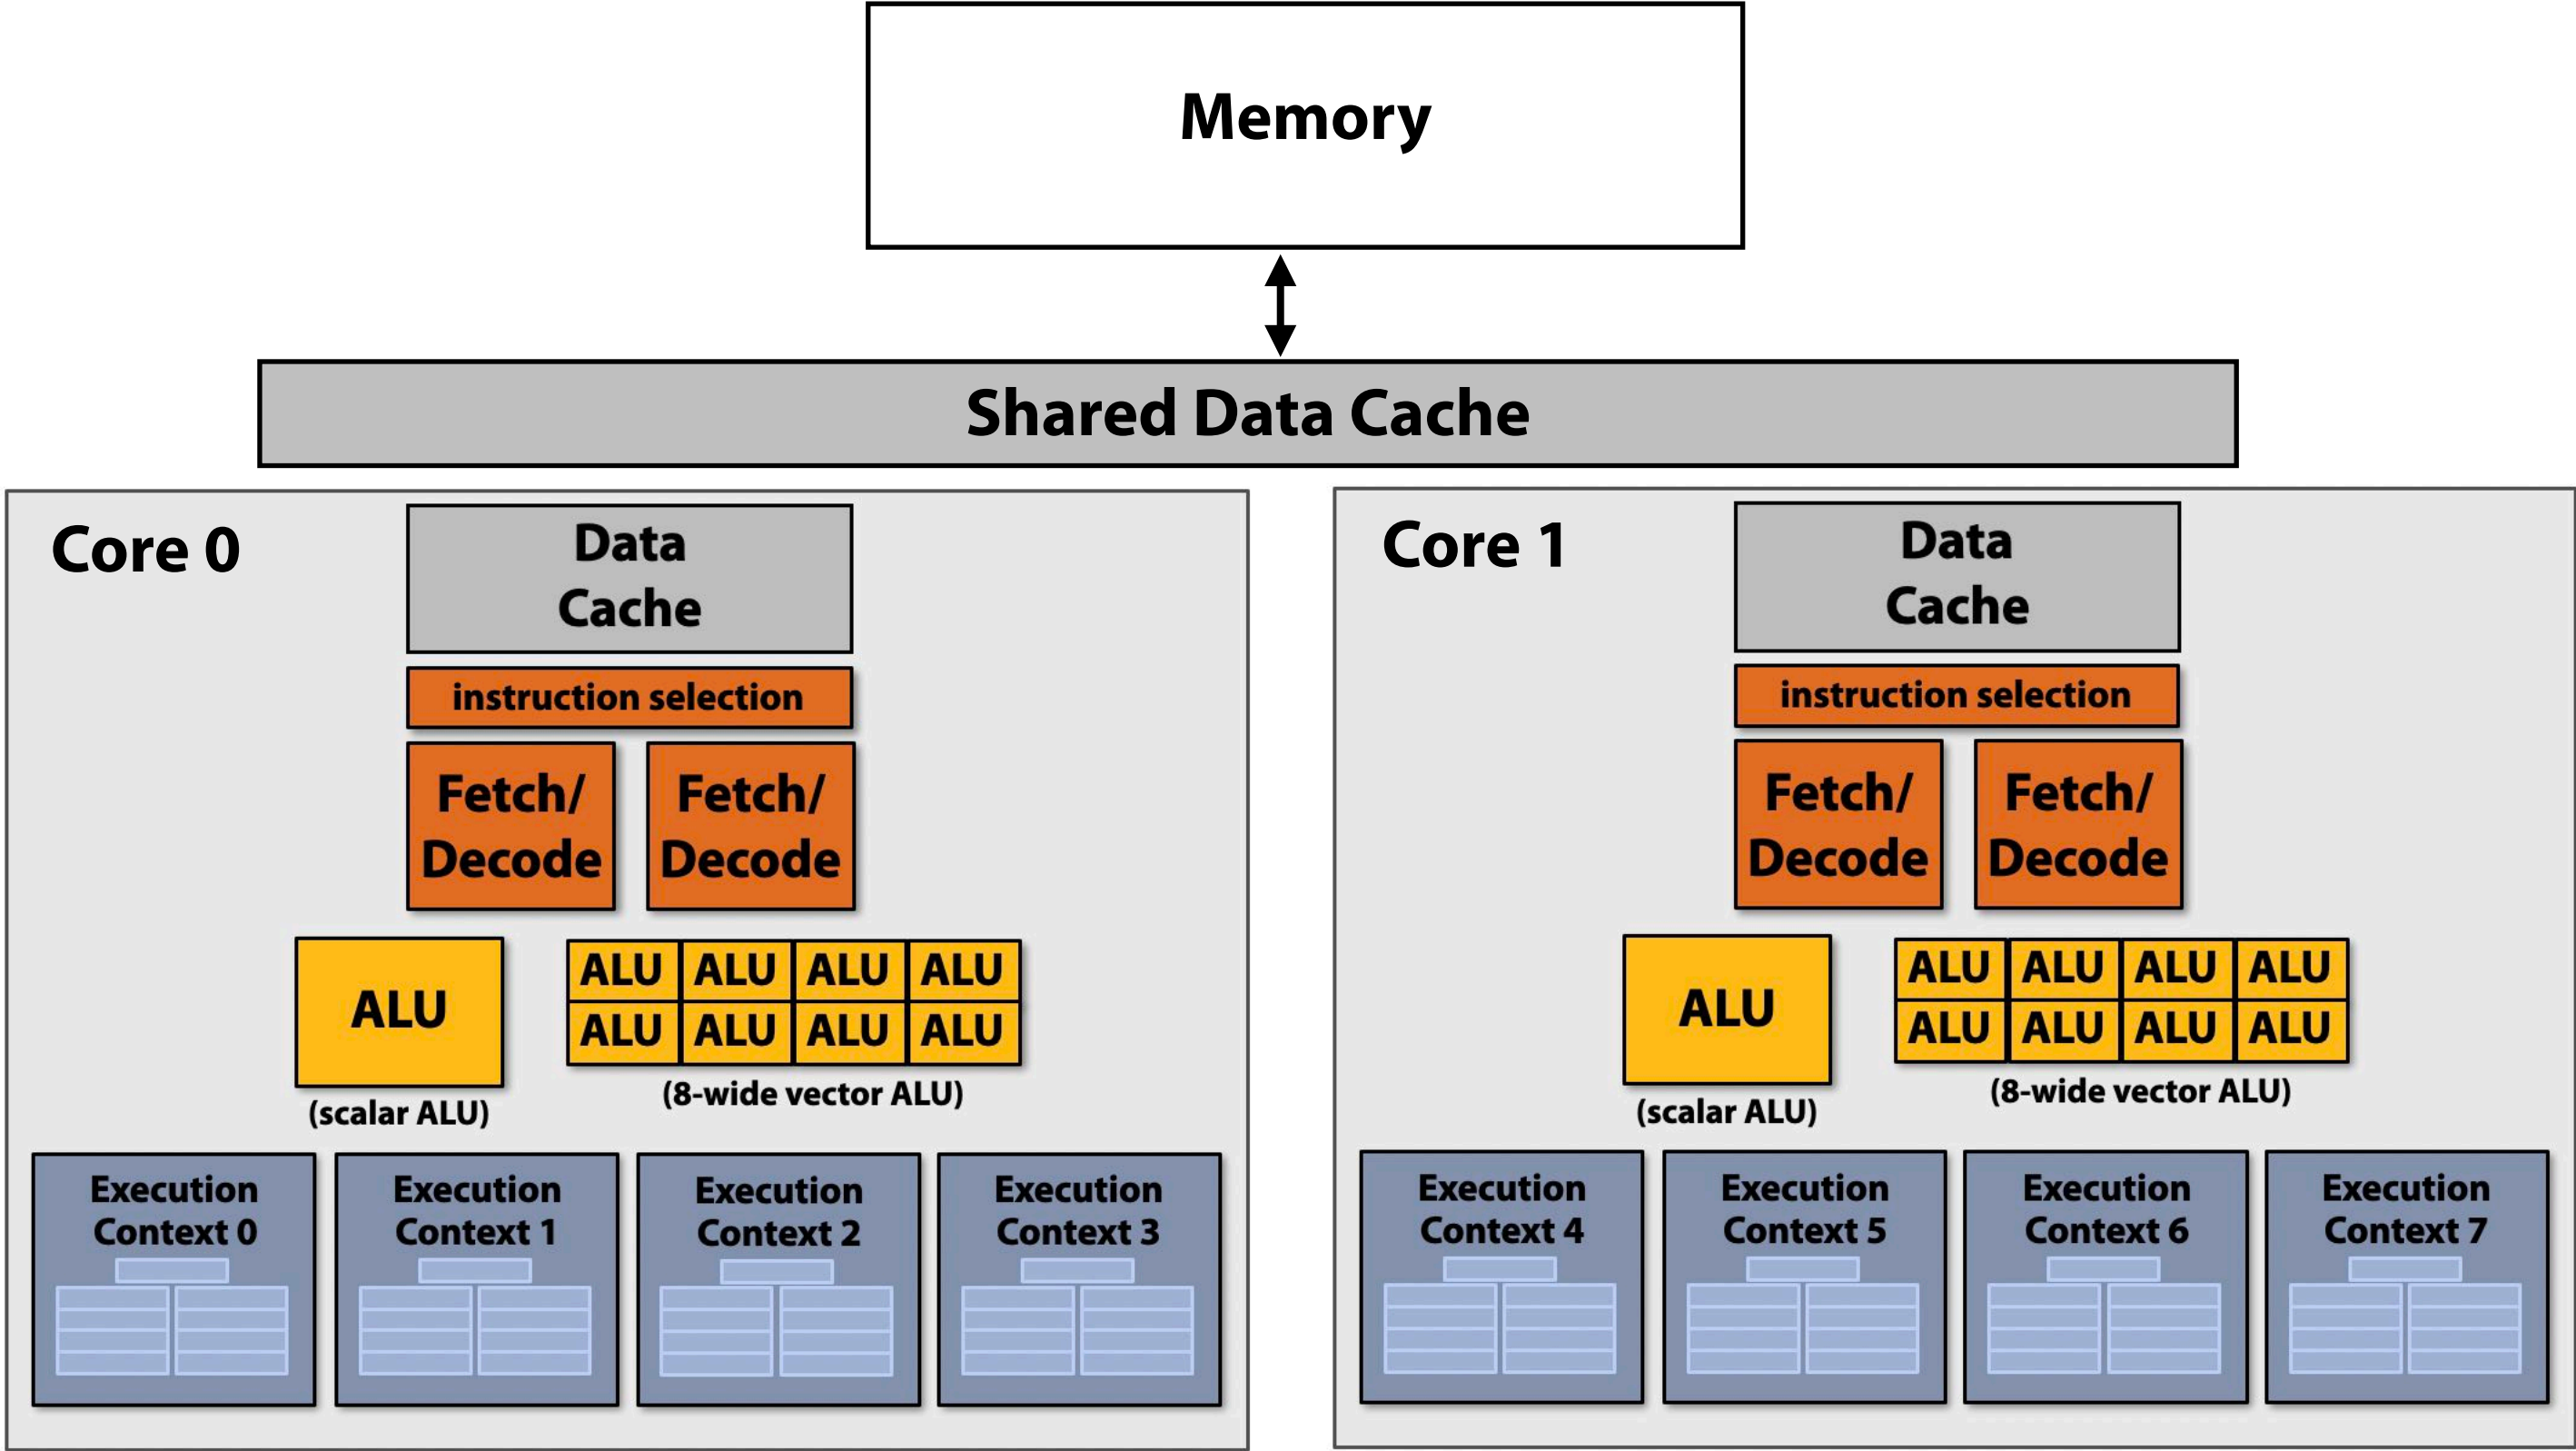 Memory
Shared Data Cache
Core 0
Data
Cache
instruction selection
Fetch/
Decode
Fetch/
Decode
ALU
(scalar ALU)
ALU ALU ALU ALU
ALU ALU ALU ALU
(8-wide vector ALU)
Execution
Context 0
Execution
Context 1
Execution
Context 2
Execution
Context 3
Core 1
Data
Cache
instruction selection
Fetch/
Decode
Fetch/
Decode
ALU
(scalar ALU)
ALU ALU ALU ALU
ALU ALU ALU ALU
(8-wide vector ALU)
Execution
Context 4
Execution
Context 5
Execution
Context 6
Execution
Context 7